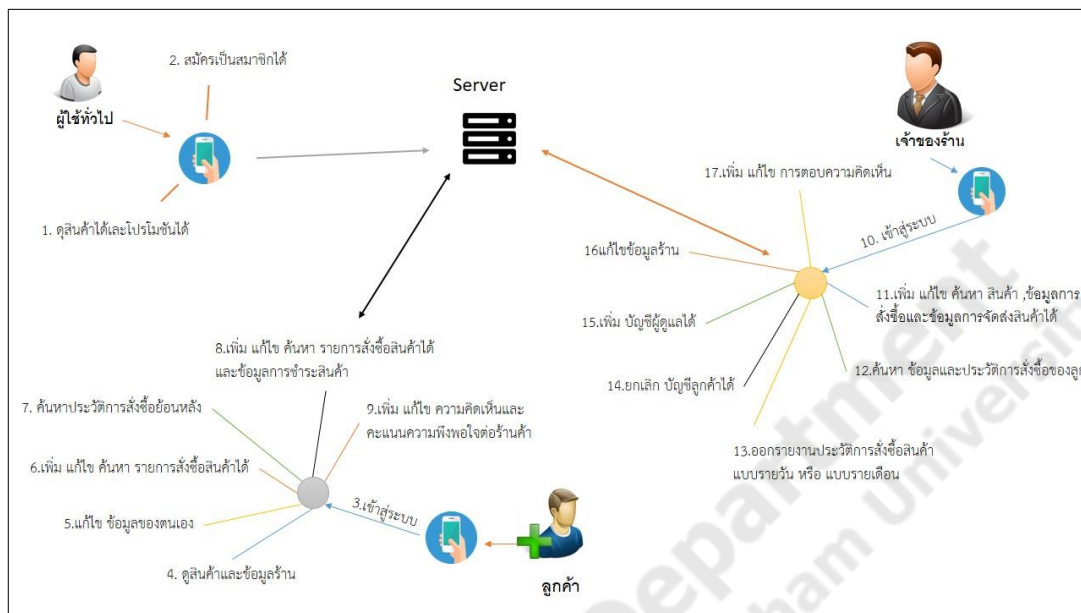 ผู้ใช้ทั่วไป
2. สมัครเป็นสมาชิกได้
1. ดูสินค้าได้และโปรโมชันได้
Server
เจ้าของร้าน
10. เข้าสู่ระบบ
17.เพิ่ม แก้ไข การตอบความคิดเห็น
16แก้ไขข้อมูลร้าน
15.เพิ่ม บัญชีผู้ดูแลได้
14.ยกเลิก บัญชีลูกค้าได้
13.ออกรายงานประวัติการสั่งซื้อสินค้า
แบบรายวัน หรือ แบบรายเดือน
11.เพิ่ม แก้ไข ค้นหา สินค้า ,ข้อมูลการ
สั่งซื้อและข้อมูลการจัดส่งสินค้าได้
12.ค้นหา ข้อมูลและประวัติการสั่งซื้อของลูก
8.เพิ่ม แก้ไข ค้นหา รายการสั่งซื้อสินค้าได้
และข้อมูลการชำระสินค้า
9.เพิ่ม แก้ไข ความคิดเห็นและ
คะแนนความพึงพอใจต่อร้านค้า
7. ค้นหาประวัติการสั่งซื้อย้อนหลัง
6.เพิ่ม แก้ไข ค้นหา รายการสั่งซื้อสินค้าได้
5.แก้ไข ข้อมูลของตนเอง
4. ดูสินค้าและข้อมูลร้าน
3.เข้าสู่ระบบ
ลูกค้า
Department
ham Universin